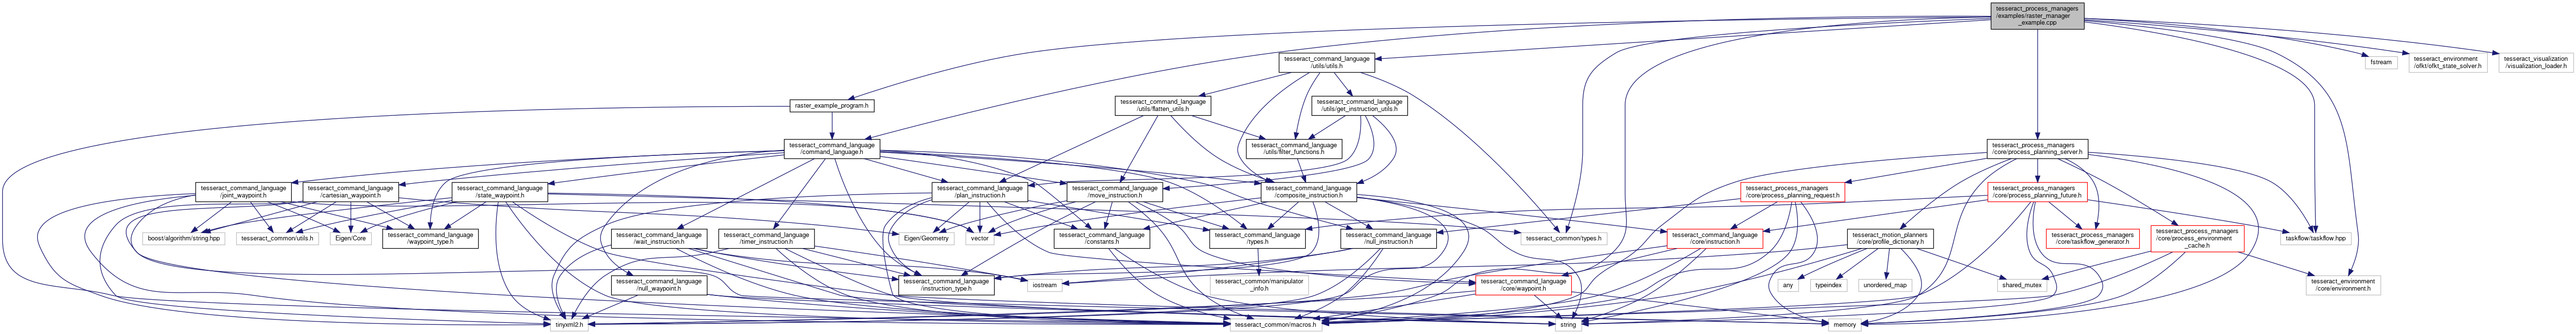 tesseract_process_managers
/examples/raster_manager
_example.cpp
tesseract_command_language
/utils/utils.h
fstream
tesseract_environment
/ofkt/ofkt_state_solver.h
tesseract_visualization
/visualization_loader.h
raster_example_program.h
tesseract_command_language
/utils/flatten_utils.h
tesseract_command_language
/utils/get_instruction_utils.h
tesseract_command_language
/command_language.h
tesseract_command_language
/utils/filter_functions.h
tesseract_process_managers
/core/process_planning_server.h
tesseract_command_language
/joint_waypoint.h
tesseract_command_language
/cartesian_waypoint.h
tesseract_command_language
/state_waypoint.h
tesseract_command_language
/plan_instruction.h
tesseract_command_language
/move_instruction.h
tesseract_command_language
/composite_instruction.h
tesseract_process_managers
/core/process_planning_request.h
tesseract_process_managers
/core/process_planning_future.h
boost/algorithm/string.hpp
tesseract_common/utils.h
Eigen/Core
tesseract_command_language
/waypoint_type.h
tesseract_command_language
/wait_instruction.h
tesseract_command_language
/timer_instruction.h
Eigen/Geometry
vector
tesseract_command_language
/constants.h
tesseract_command_language
/types.h
tesseract_command_language
/null_instruction.h
tesseract_common/types.h
tesseract_command_language
/core/instruction.h
tesseract_motion_planners
/core/profile_dictionary.h
tesseract_process_managers
/core/taskflow_generator.h
tesseract_process_managers
/core/process_environment
_cache.h
taskflow/taskflow.hpp
tesseract_command_language
/null_waypoint.h
tesseract_command_language
/instruction_type.h
iostream
tesseract_common/manipulator
_info.h
tesseract_command_language
/core/waypoint.h
any
typeindex
unordered_map
shared_mutex
tesseract_environment
/core/environment.h
tinyxml2.h
tesseract_common/macros.h
string
memory